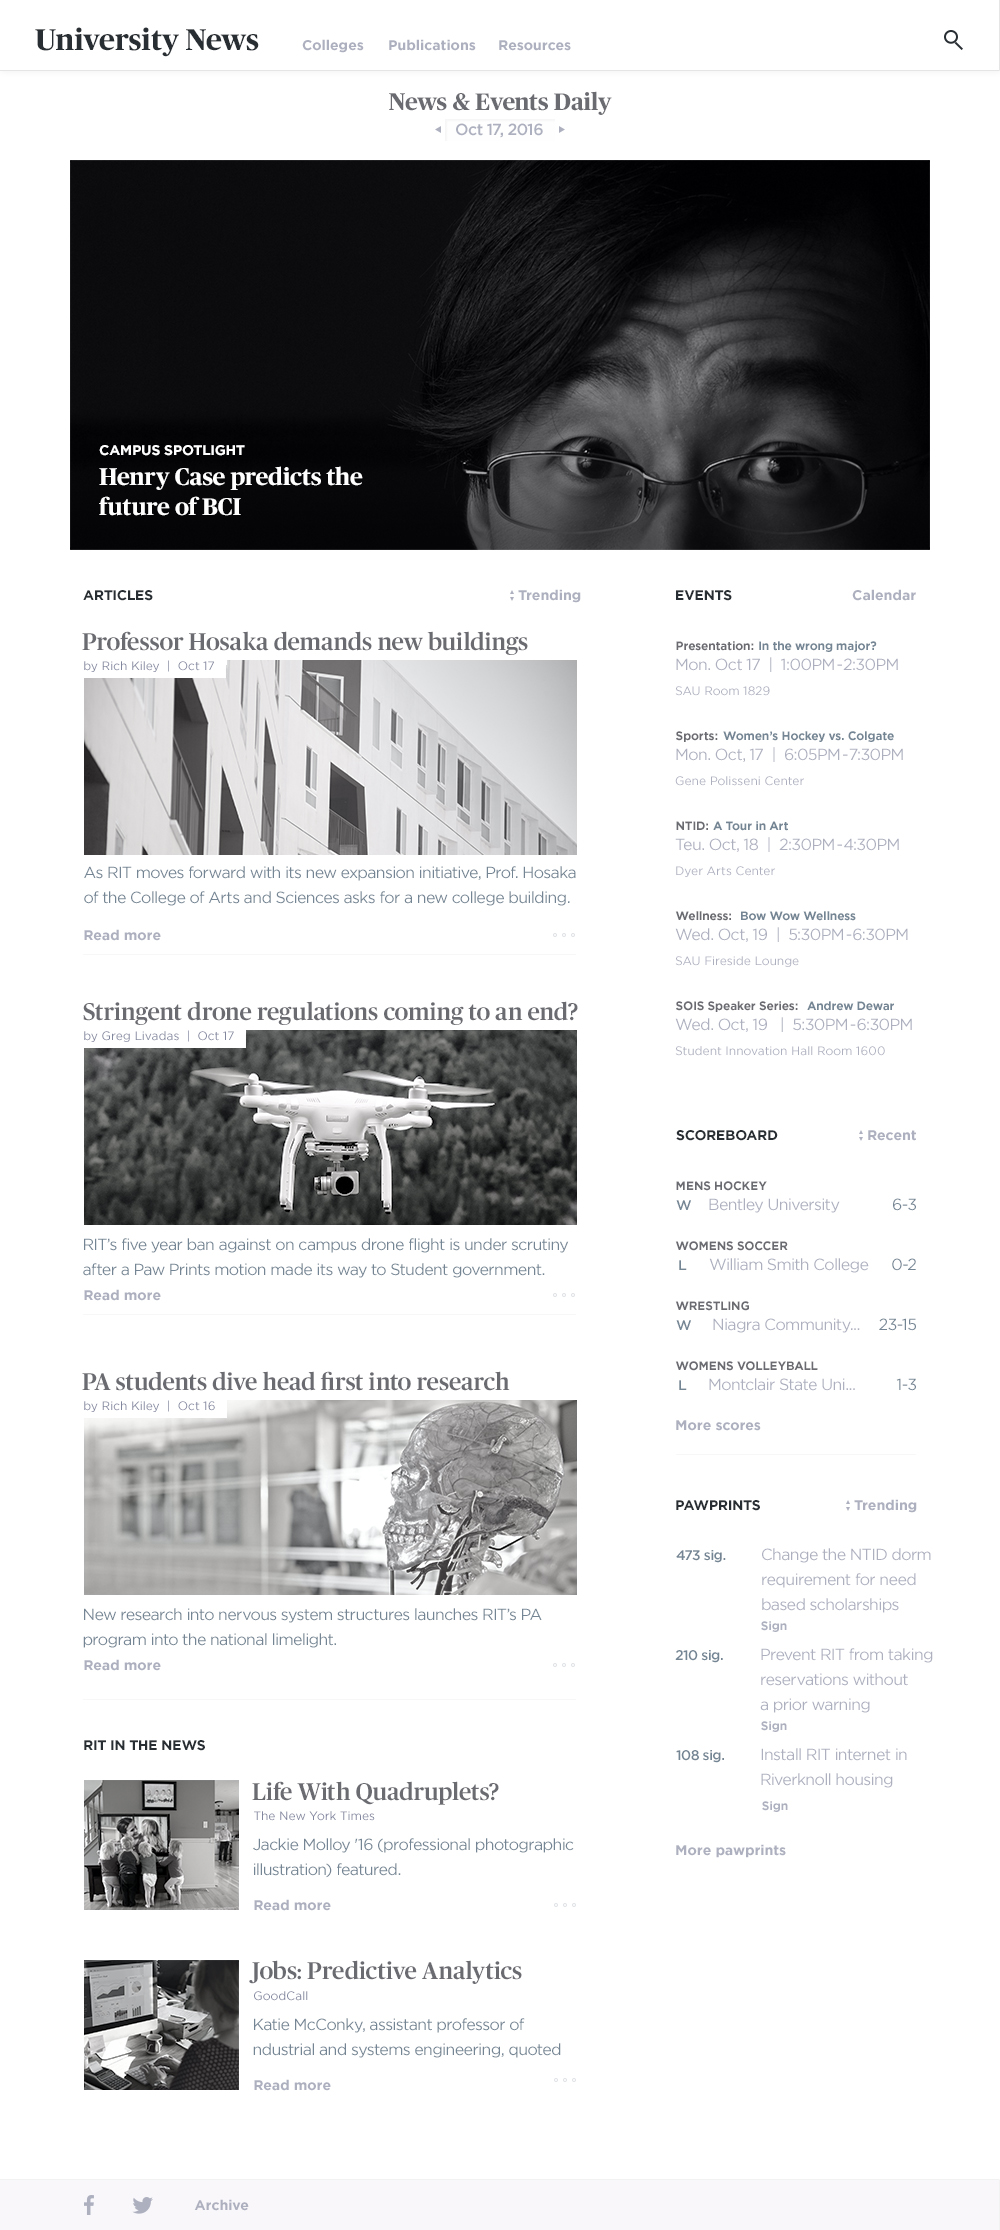 University News
Colleges Publications Resources
News & Events Daily
Oct 17, 2016
CAMPUS SPOTLIGHT
Henry Case predicts the
future of BCI
ARTICLES
Trending
Professor Hosaka demands new buildings
by Rich Kiley | Oct 17
As RIT moves forward with its new expansion initiative, Prof. Hosaka
of the College of Arts and Sciences asks for a new college building.
Read more
Stringent drone regulations coming to an end?
by Greg Livadas | Oct 17
RIT's five year ban against on campus drone flight is under scrutiny
after a Paw Prints motion made its way to Student government.
Read more
PA students dive head first into research
by Rich Kiley | Oct 16
New research into nervous system structures launches RIT's PA
program into the national limelight.
Read more
RIT IN THE NEWS
Life With Quadruplets?
The New York Times
Jackie Molloy '16 (professional photographic
illustration) featured.
Read more
Jobs: Predictive Analytics
GoodCall
Katie McConky, assistant professor of
ndustrial and systems engineering, quoted
Read more
EVENTS
Calendar
Presentation: In the wrong major?
Mon. Oct 17 | 1:00PM-2:30PM
SAU Room 1829
Sports: Women's Hockey vs. Colgate
Mon. Oct, 17 | 6:05PM-7:30PM
Gene Polisseni Center
NTID: A Tour in Art
Teu. Oct, 18 | 2:30PM-4:30PM
Dyer Arts Center
Wellness: Bow Wow Wellness
Wed. Oct, 19 | 5:30PM-6:30PM
SAU Fireside Lounge
SOIS Speaker Series: Andrew Dewar
Wed. Oct, 19 | 5:30PM-6:30PM
Student Innovation Hall Room 1600
SCOREBOARD
Recent
MENS HOCKEY
W Bentley University 6-3
WOMENS SOCCER
L William Smith College 0-2
WRESTLING
W Niagra Community... 23-15
WOMENS VOLLEYBALL
L Montclair State Uni... 1-3
More scores
PAWPRINTS
Trending
473 sig. Change the NTID dorm
requirement for need
based scholarships
Sign
210 sig. Prevent RIT from taking
reservations without
a prior warning
Sign
108 sig. Install RIT internet in
Riverknoll housing
Sign
More pawprints
Archive